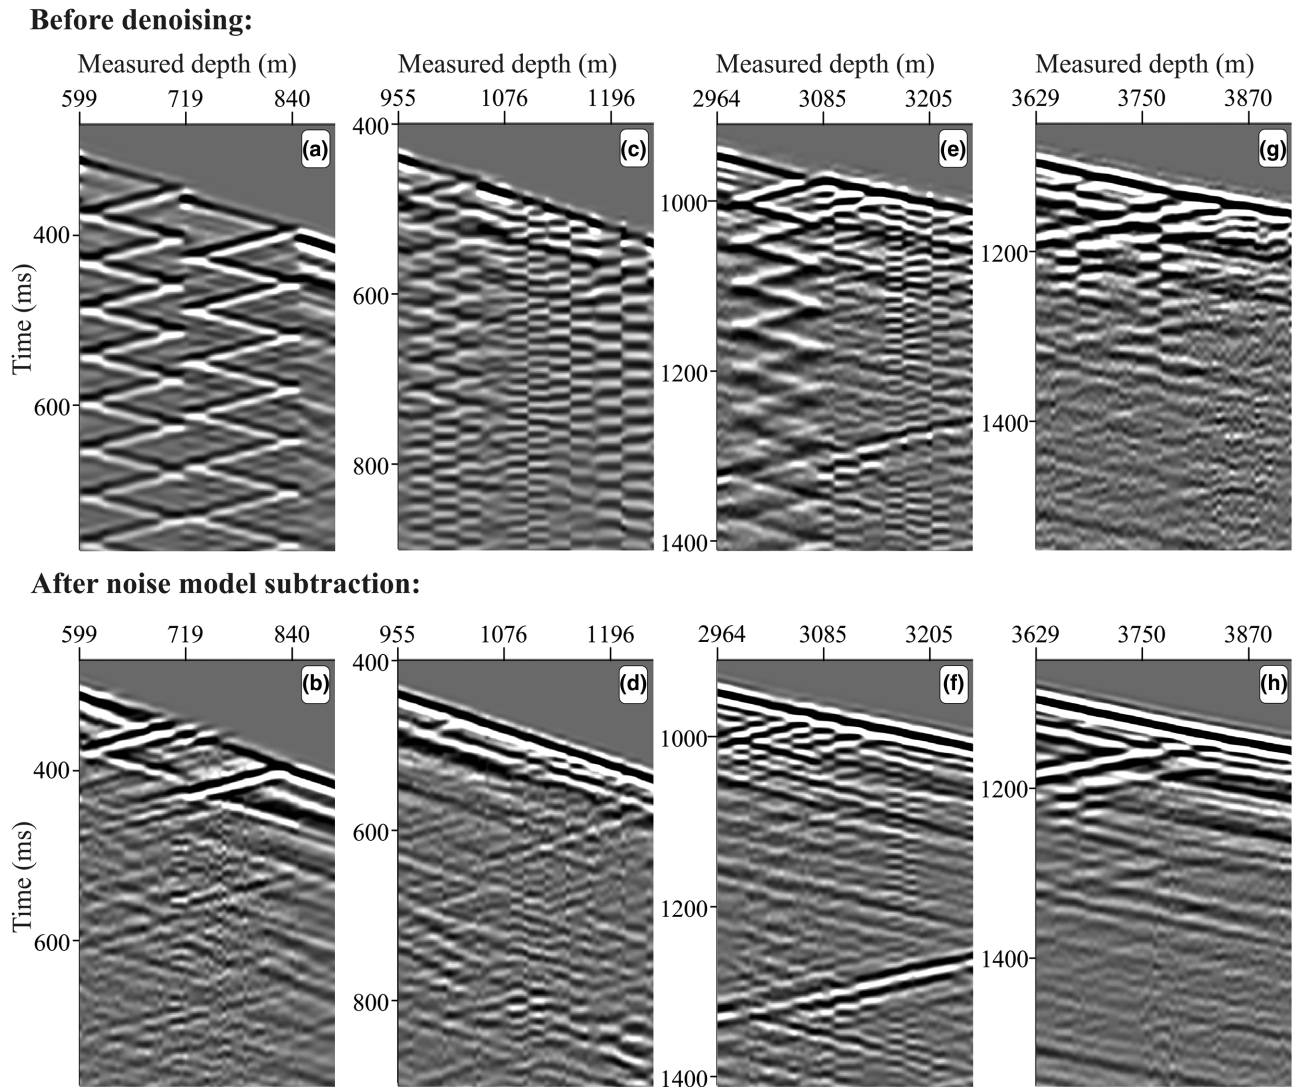 Before denoising:
Measured depth (m) Measured depth (m) Measured depth (m) Measured depth (m)
599 719 840 955 1076 1196 2964 3085 3205 3629 3750 3870
(a) (c) (e) (g)
Time (ms)
400 600
400 600 800
1000 1200 1400
1200 1400
After noise model subtraction:
599 719 840 955 1076 1196 2964 3085 3205 3629 3750 3870
(b) (d) (f) (h)
Time (ms)
400 600
400 600 800
1000 1200 1400
1200 1400